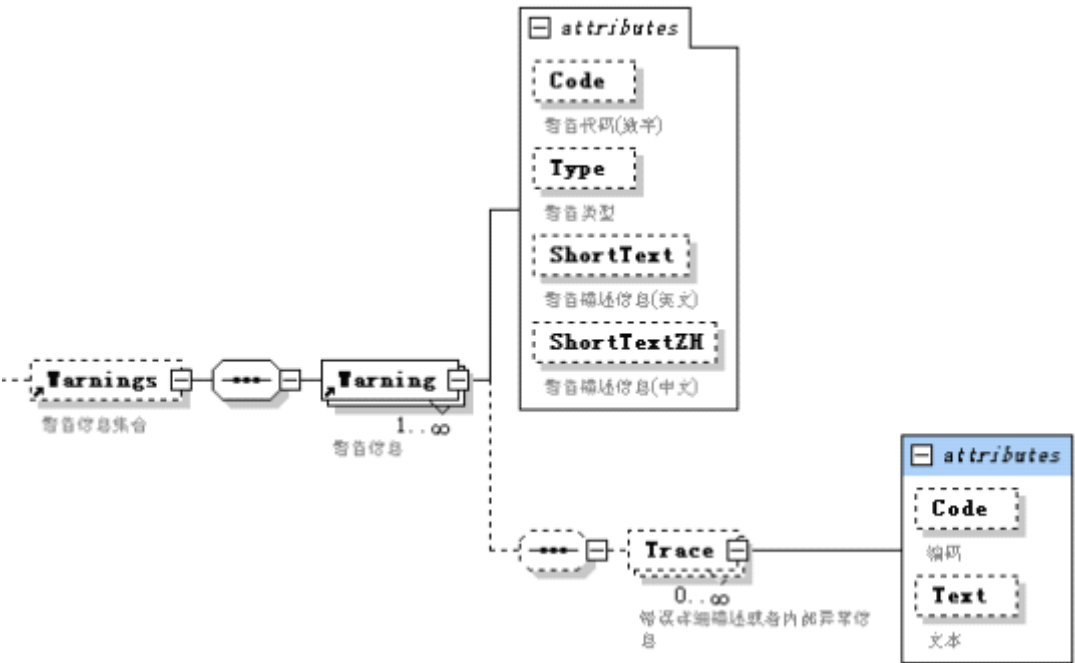 attributes
Code
警告代码(数字)
Type
警告类型
ShortText
警告描述信息(英文)
ShortTextZH
警告描述信息(中文)
Warnings
警告信息集合
Warning
1..∞
警告信息
attributes
Code
编码
Trace
0..∞
错误详细描述或者内部异常信
息
Text
文本